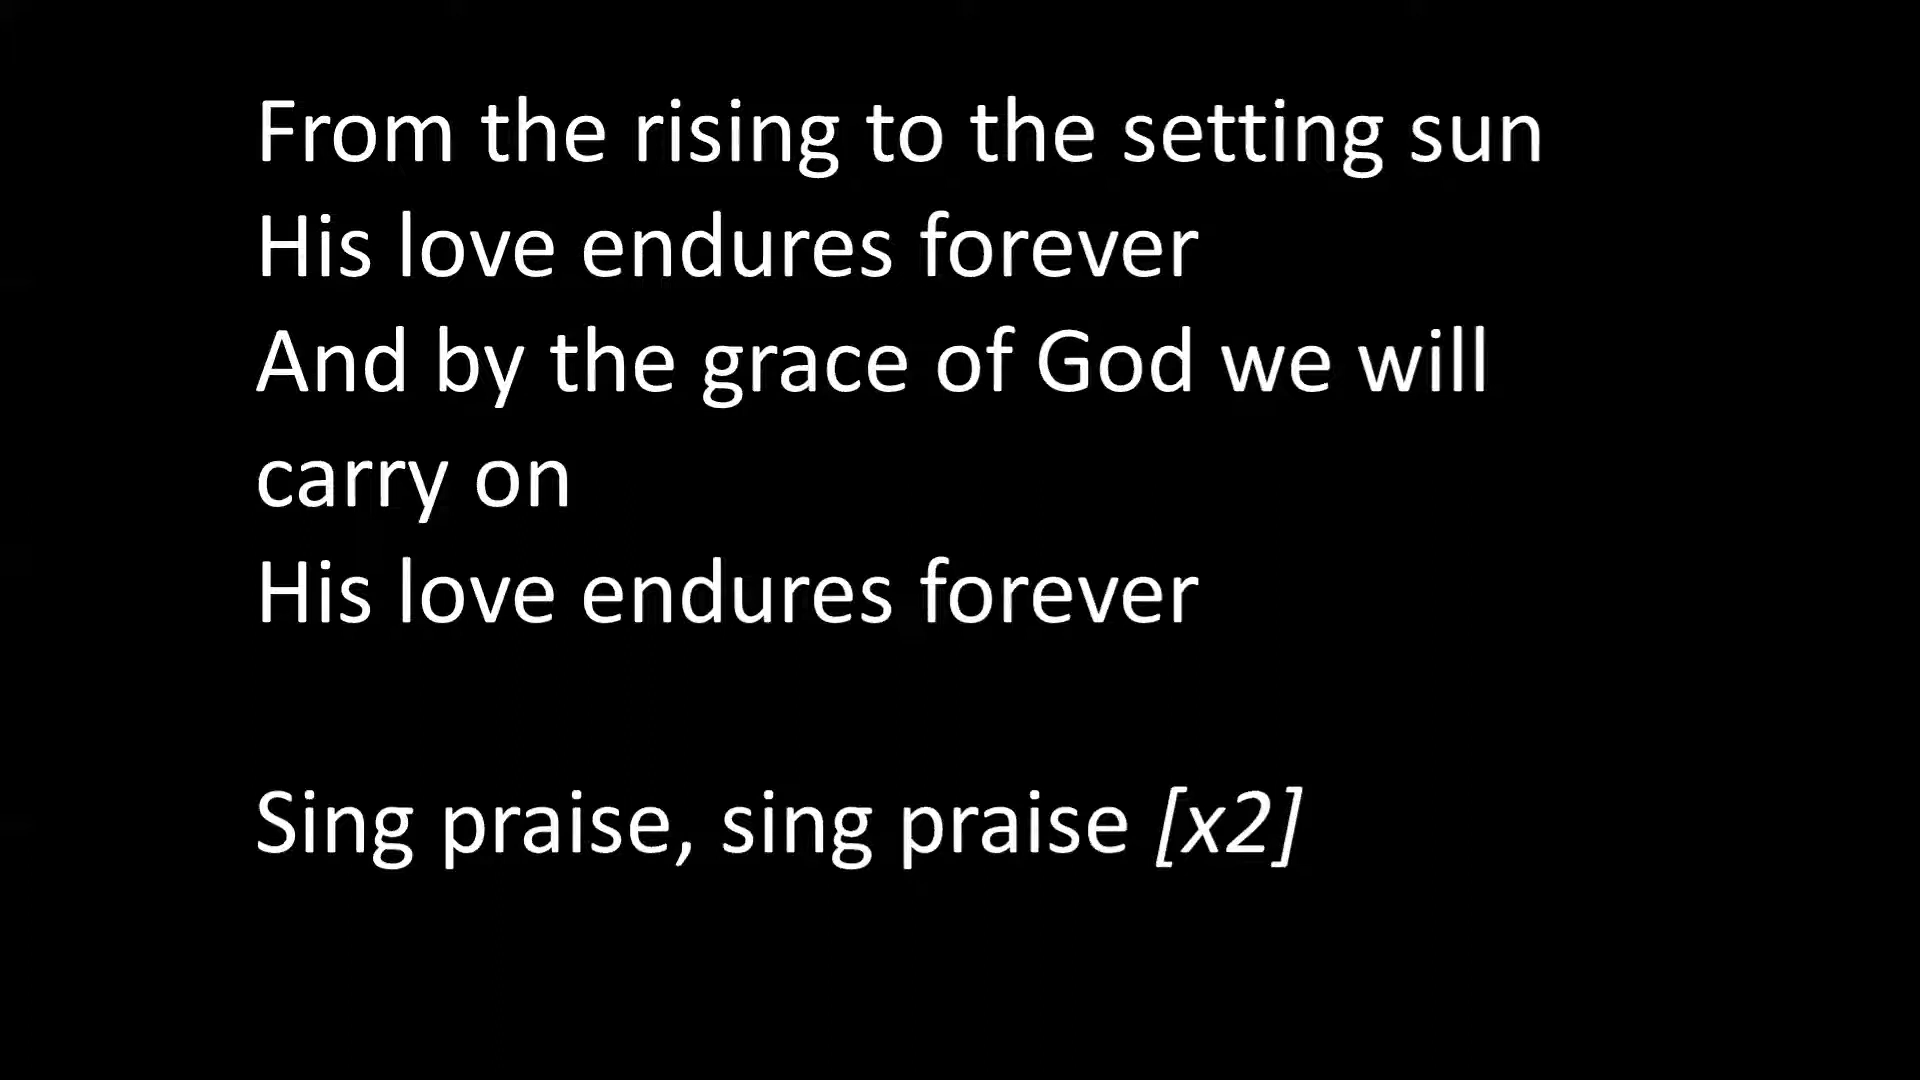 From the rising to the setting sun
His love endures forever
And by the grace of God we will
carry on
His love endures forever
Sing praise, sing praise [x2]